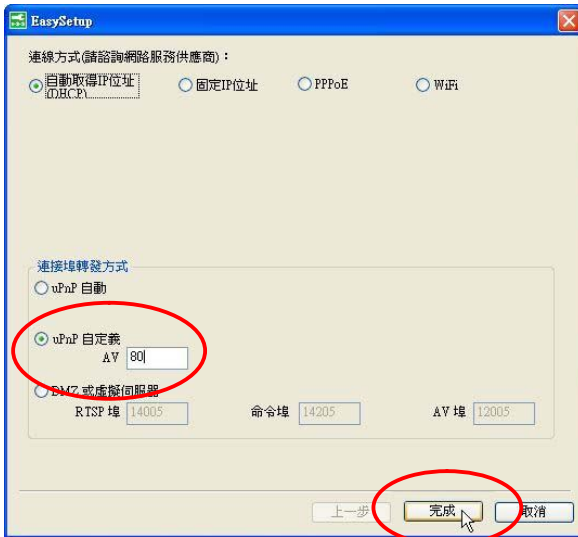 EasySetup
連線方式(請諮詢網路服務供應商)：
自動取得IP位址 固定IP位址 PPPoE WiFi
(DHCP)
連接埠轉發方式
uPnP 自動
uPnP 自定義
AV 80
DMZ 或虛擬伺服器
RTSP 埠 14005 命令埠 14205 AV 埠 12005
上一步 完成 取消